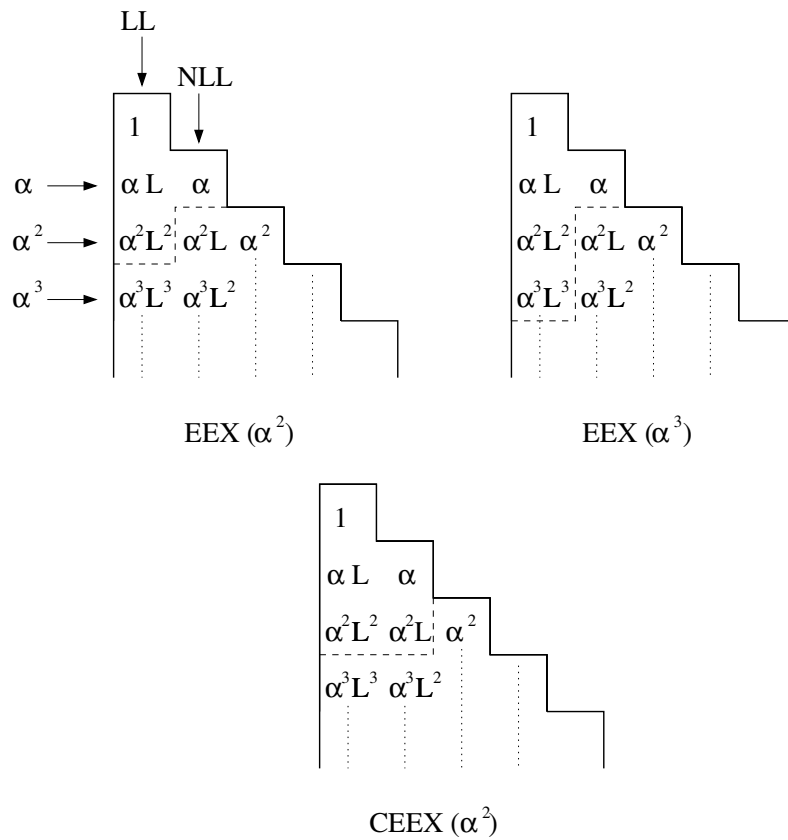 LL
NLL
1
α → α L α
α² → α²L² α²L α²
α³ → α³L³ α³L²
EEX (α²)
1
α L α
α²L² α²L α²
α³L³ α³L²
EEX (α³)
1
α L α
α²L² α²L α²
α³L³ α³L²
CEEX (α²)